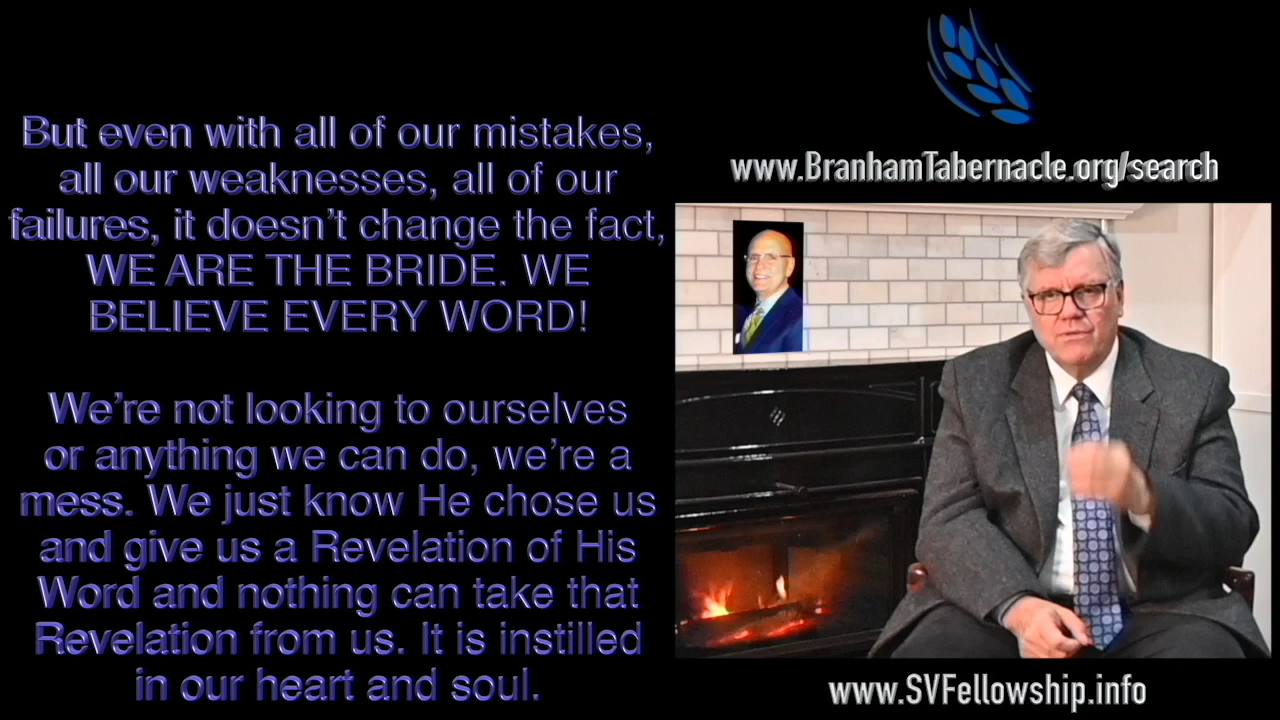 But even with all of our mistakes,
all our weaknesses, all of our
failures, it doesn't change the fact,
WE ARE THE BRIDE. WE
BELIEVE EVERY WORD!
We're not looking to ourselves
or anything we can do, we're a
mess. We just know He chose us
and give us a Revelation of His
Word and nothing can take that
Revelation from us. It is instilled
in our heart and soul.
www.BranhamTabernacle.org/search
www.SVFellowship.info